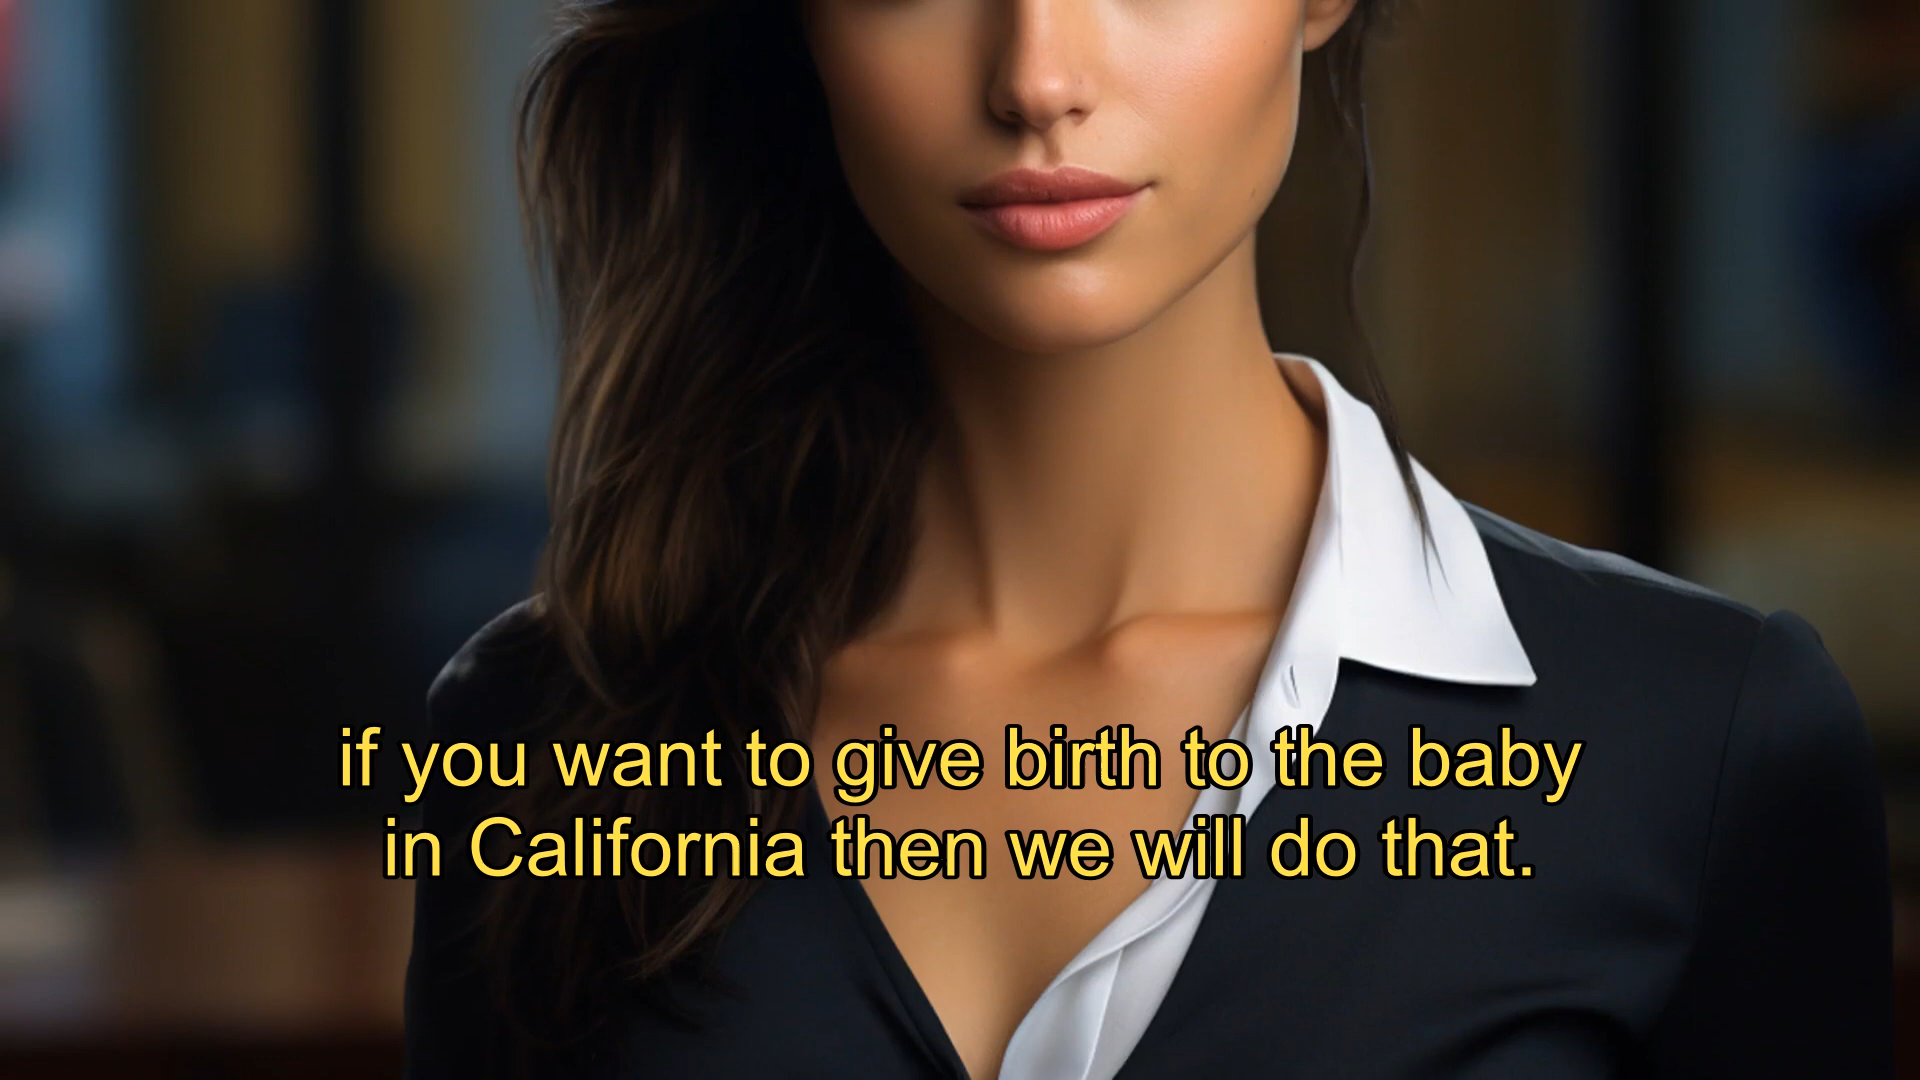 if you want to give birth to the baby
in California then we will do that.